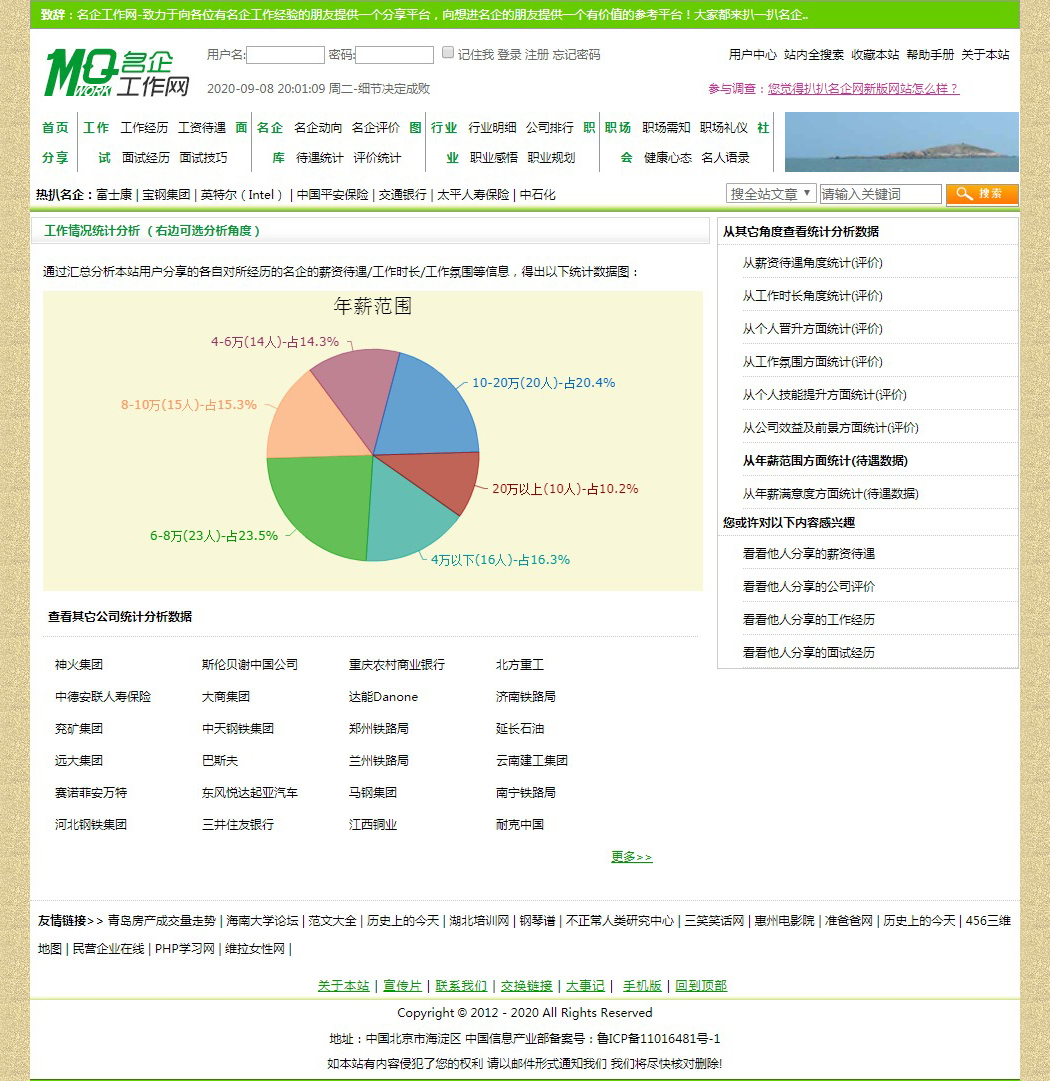 致辞：名企工作网-致力于向各位有名企工作经验的朋友提供一个分享平台，向想进名企的朋友提供一个有价值的参考平台！大家都来扒一扒名企..
MQ WORK 名企工作网
用户名: 密码: 记住我 登录 注册 忘记密码
用户中心 站内全搜索 收藏本站 帮助手册 关于本站
2020-09-08 20:01:09 周二-细节决定成败
参与调查：您觉得扒扒名企网新版网站怎么样？
首页 工作 工作经历 工资待遇 面 名企 名企动向 名企评价 图 行业 行业明细 公司排行 职 职场 职场需知 职场礼仪 社
分享 试 面试经历 面试技巧 库 待遇统计 评价统计 业 职业感悟 职业规划 会 健康心态 名人语录
热扒名企：富士康 | 宝钢集团 | 英特尔（Intel ） | 中国平安保险 | 交通银行 | 太平人寿保险 | 中石化
搜全站文章 请输入关键词 搜索
工作情况统计分析 （ 右边可选分析角度 ）
通过汇总分析本站用户分享的各自对所经历的名企的薪资待遇/工作时长/工作氛围等信息，得出以下统计数据图：
年薪范围
4-6万(14人)-占14.3%
10-20万(20人)-占20.4%
8-10万(15人)-占15.3%
20万以上(10人)-占10.2%
6-8万(23人)-占23.5%
4万以下(16人)-占16.3%
查看其它公司统计分析数据
神火集团 斯伦贝谢中国公司 重庆农村商业银行 北方重工
中德安联人寿保险 大商集团 达能Danone 济南铁路局
兖矿集团 中天钢铁集团 郑州铁路局 延长石油
远大集团 巴斯夫 兰州铁路局 云南建工集团
赛诺菲安万特 东风悦达起亚汽车 马钢集团 南宁铁路局
河北钢铁集团 三井住友银行 江西铜业 耐克中国
更多>>
从其它角度查看统计分析数据
从薪资待遇角度统计(评价)
从工作时长角度统计(评价)
从个人晋升方面统计(评价)
从工作氛围方面统计(评价)
从个人技能提升方面统计(评价)
从公司效益及前景方面统计(评价)
从年薪范围方面统计(待遇数据)
从年薪满意度方面统计(待遇数据)
您或许对以下内容感兴趣
看看他人分享的薪资待遇
看看他人分享的公司评价
看看他人分享的工作经历
看看他人分享的面试经历
友情链接>> 青岛房产成交量走势 | 海南大学论坛 | 范文大全 | 历史上的今天 | 湖北培训网 | 钢琴谱 | 不正常人类研究中心 | 三笑笑话网 | 惠州电影院 | 准爸爸网 | 历史上的今天 | 456三维
地图 | 民营企业在线 | PHP学习网 | 维拉女性网 |
关于本站 | 宣传片 | 联系我们 | 交换链接 | 大事记 | 手机版 | 回到顶部
Copyright © 2012 - 2020 All Rights Reserved
地址：中国北京市海淀区 中国信息产业部备案号：鲁ICP备11016481号-1
如本站有内容侵犯了您的权利 请以邮件形式通知我们 我们将尽快核对删除!